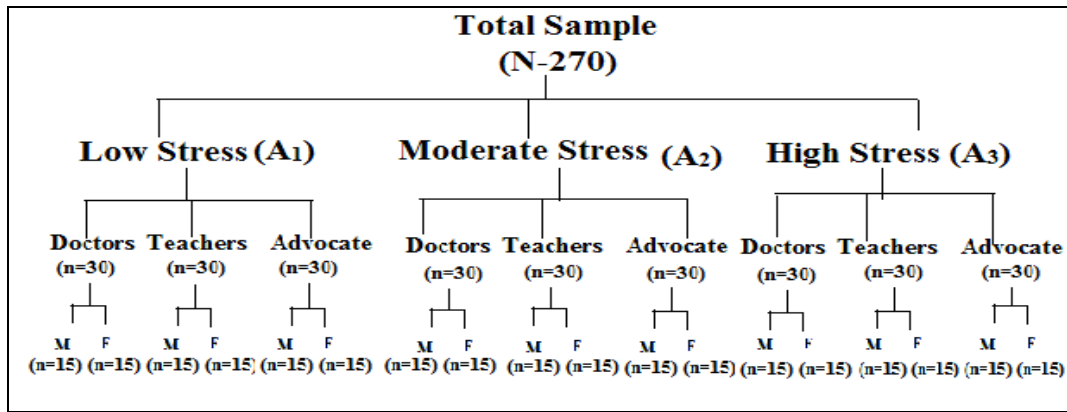 Total Sample
(N-270)
Low Stress (A1) Moderate Stress (A2) High Stress (A3)
Doctors Teachers Advocate Doctors Teachers Advocate Doctors Teachers Advocate
(n=30) (n=30) (n=30) (n=30) (n=30) (n=30) (n=30) (n=30) (n=30)
M F M F M F M F M F M F M F M F M F
(n=15) (n=15) (n=15) (n=15) (n=15) (n=15) (n=15) (n=15) (n=15) (n=15) (n=15) (n=15) (n=15) (n=15) (n=15) (n=15) (n=15) (n=15)